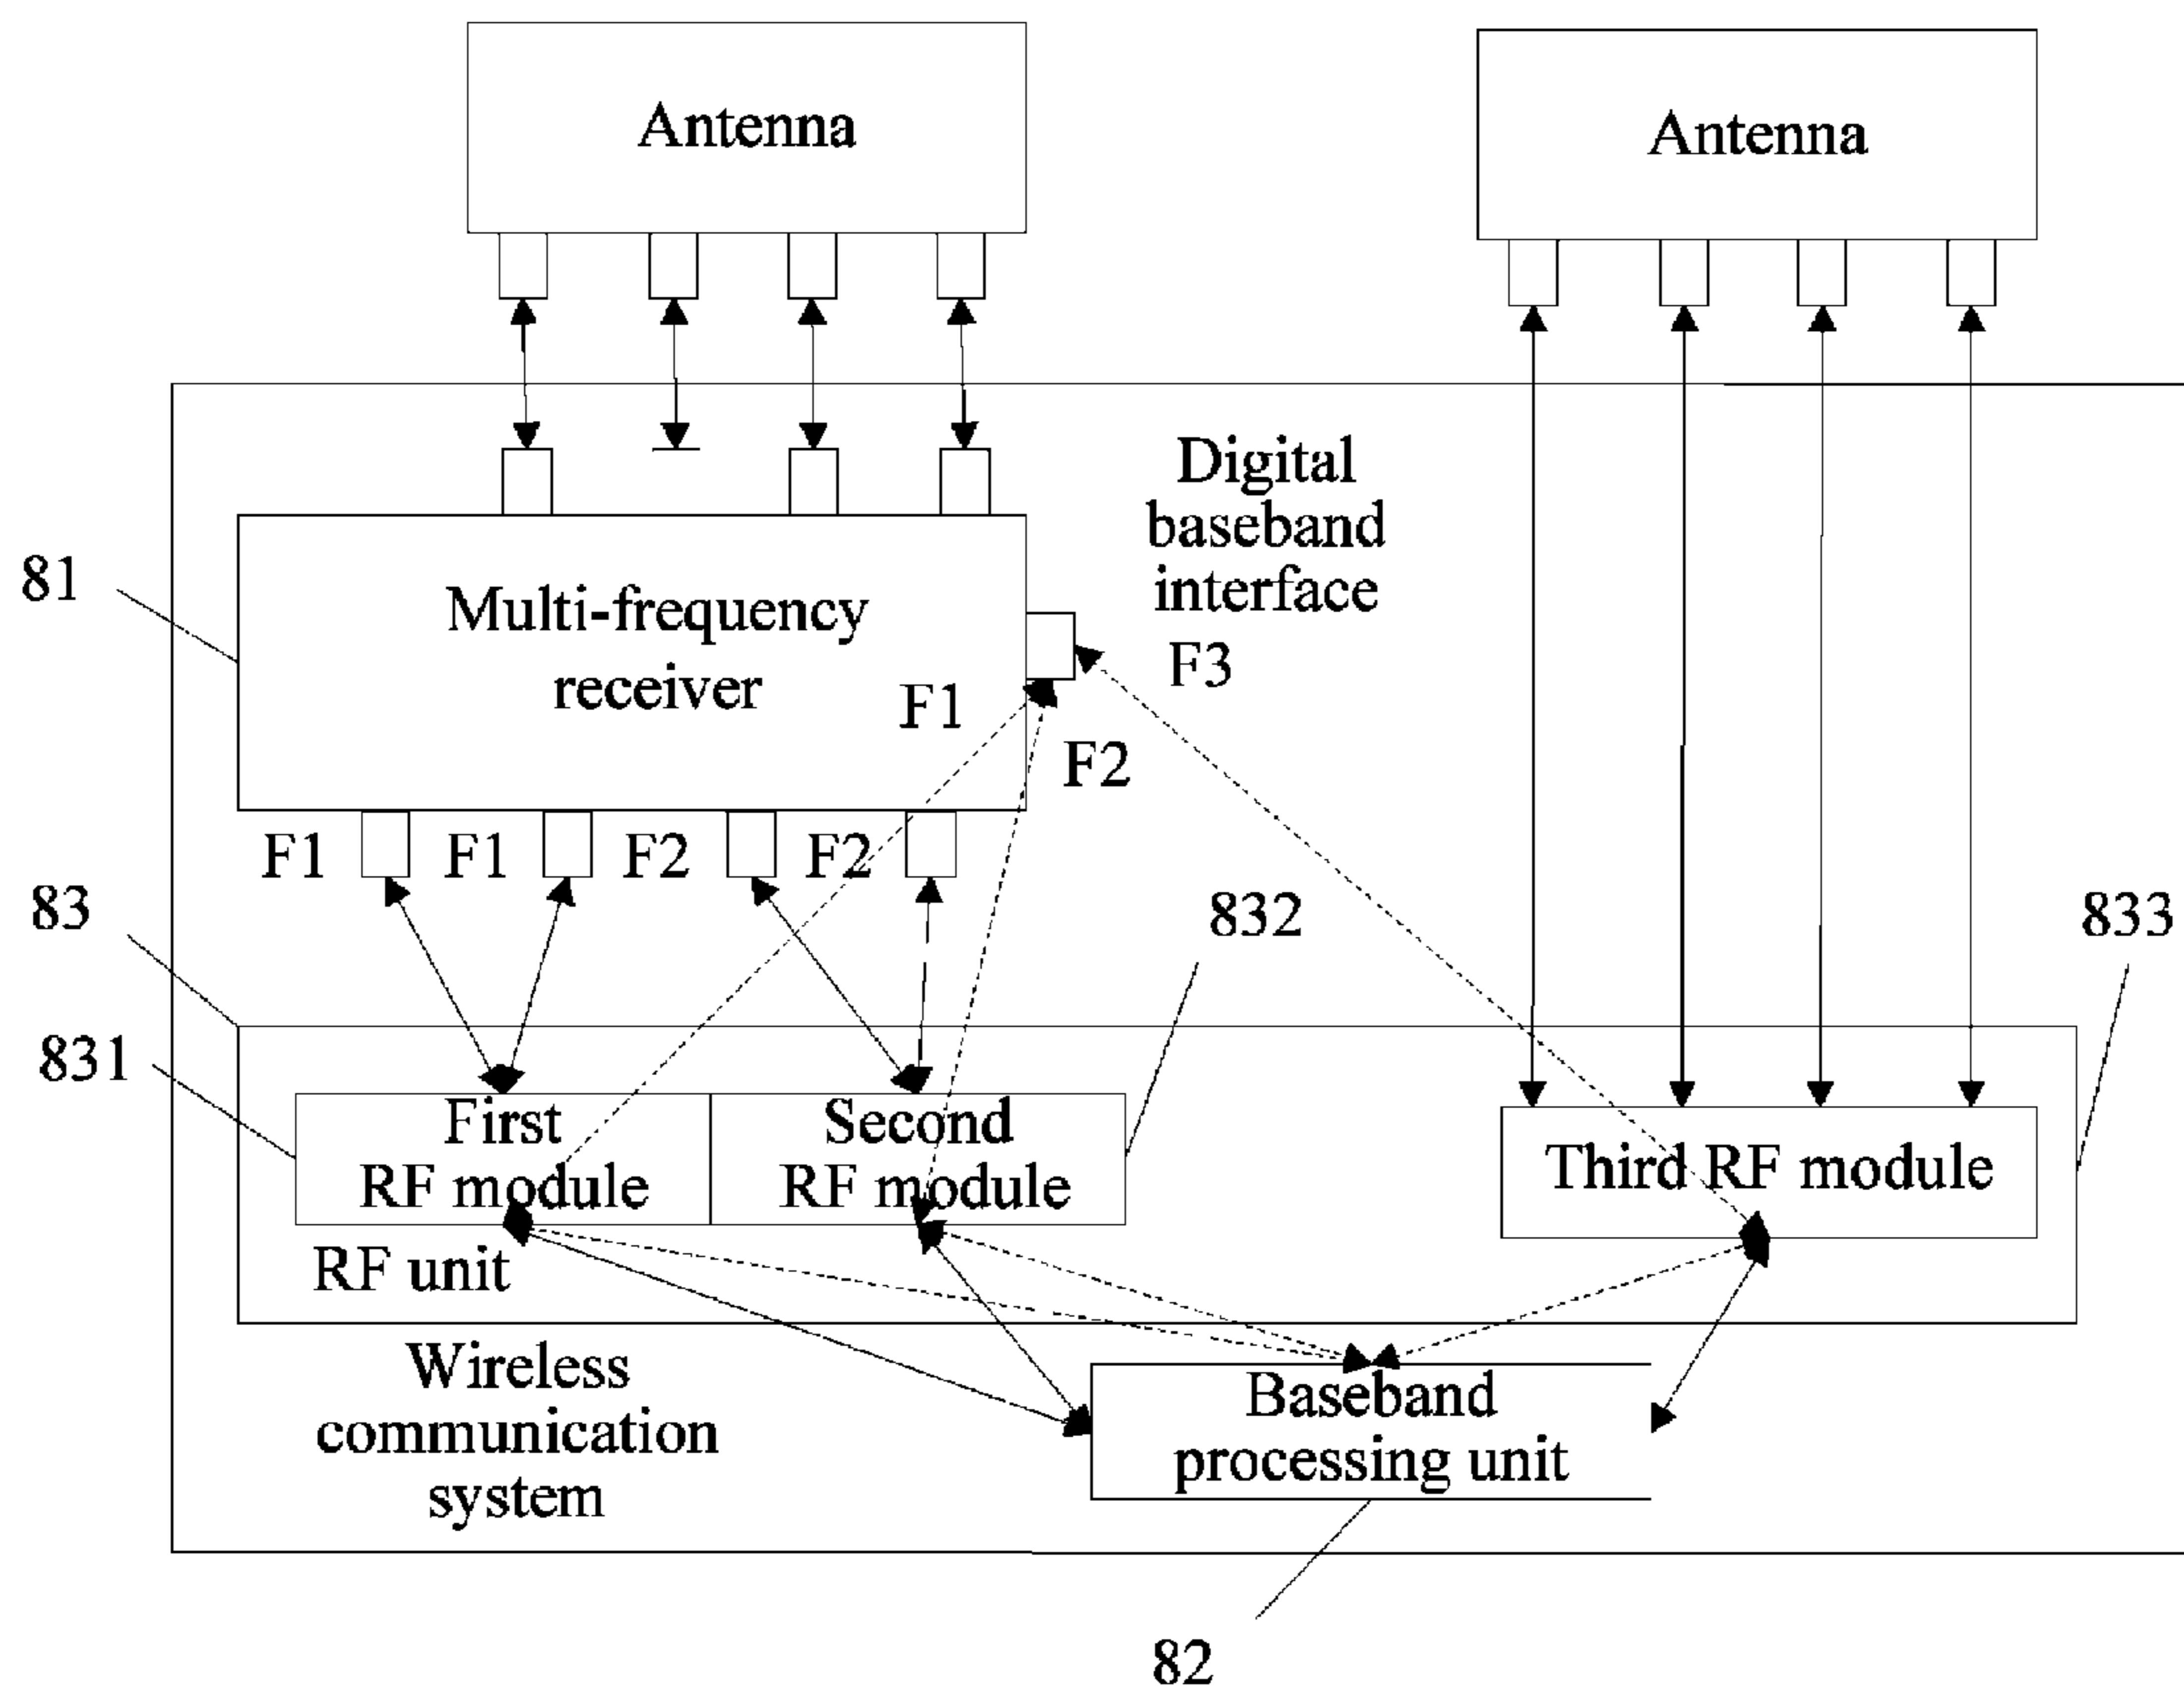 Antenna
Antenna
Digital
baseband
interface
81
Multi-frequency
receiver
F3
F1
F2
F1
F1
F2
F2
83
832
833
831
First
RF module
Second
RF module
Third RF module
RF unit
Wireless
communication
system
Baseband
processing unit
82